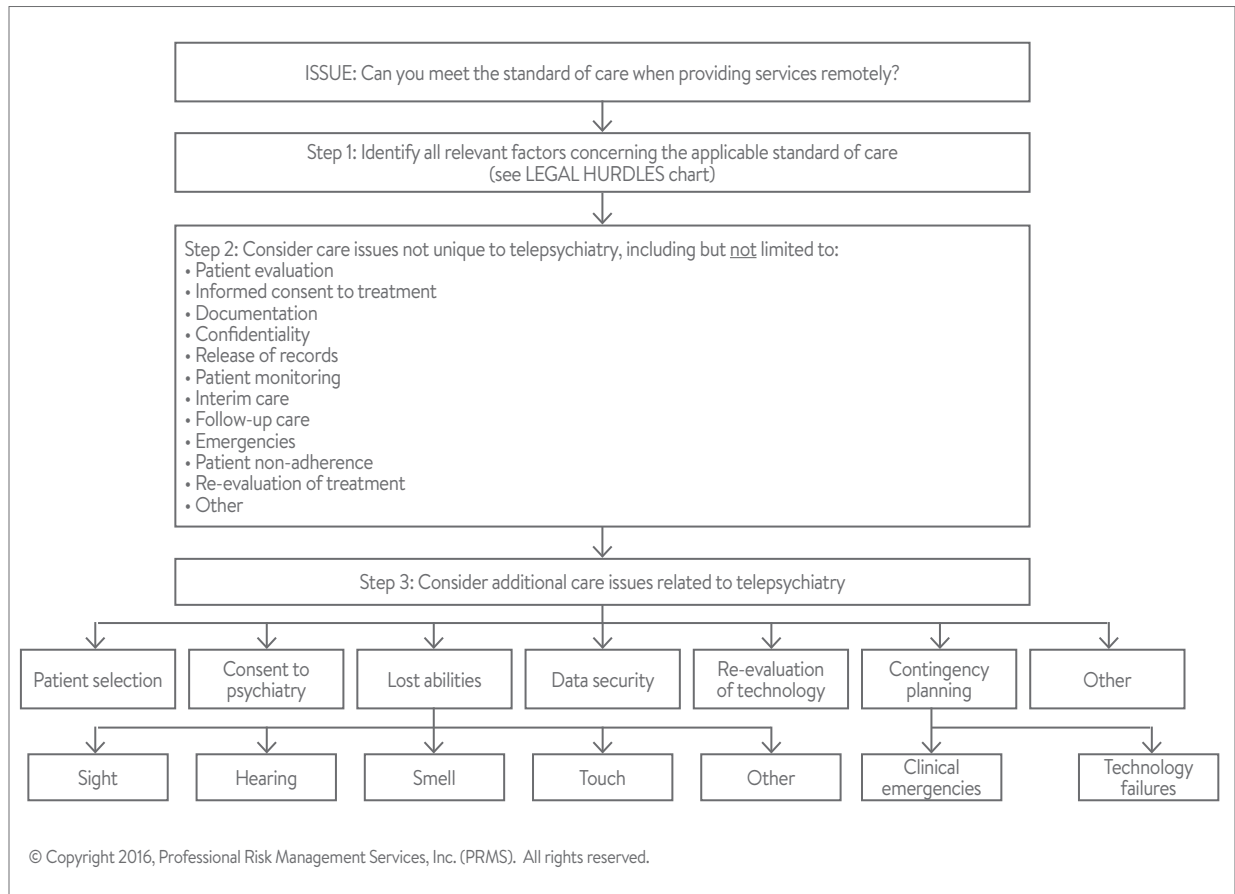 ISSUE: Can you meet the standard of care when providing services remotely?
Step 1: Identify all relevant factors concerning the applicable standard of care
(see LEGAL HURDLES chart)
Step 2: Consider care issues not unique to telepsychiatry, including but not limited to:
• Patient evaluation
• Informed consent to treatment
• Documentation
• Confidentiality
• Release of records
• Patient monitoring
• Interim care
• Follow-up care
• Emergencies
• Patient non-adherence
• Re-evaluation of treatment
• Other
Step 3: Consider additional care issues related to telepsychiatry
Patient selection
Consent to
psychiatry
Lost abilities
Data security
Re-evaluation
of technology
Contingency
planning
Other
Sight
Hearing
Smell
Touch
Other
Clinical
emergencies
Technology
failures
© Copyright 2016, Professional Risk Management Services, Inc. (PRMS). All rights reserved.